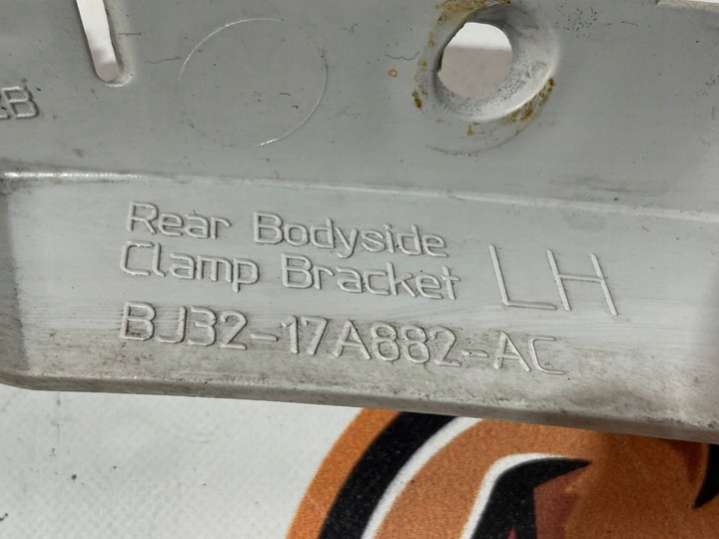 Rear Bodyside
Clamp Bracket LH
BJ32-17A882-AC